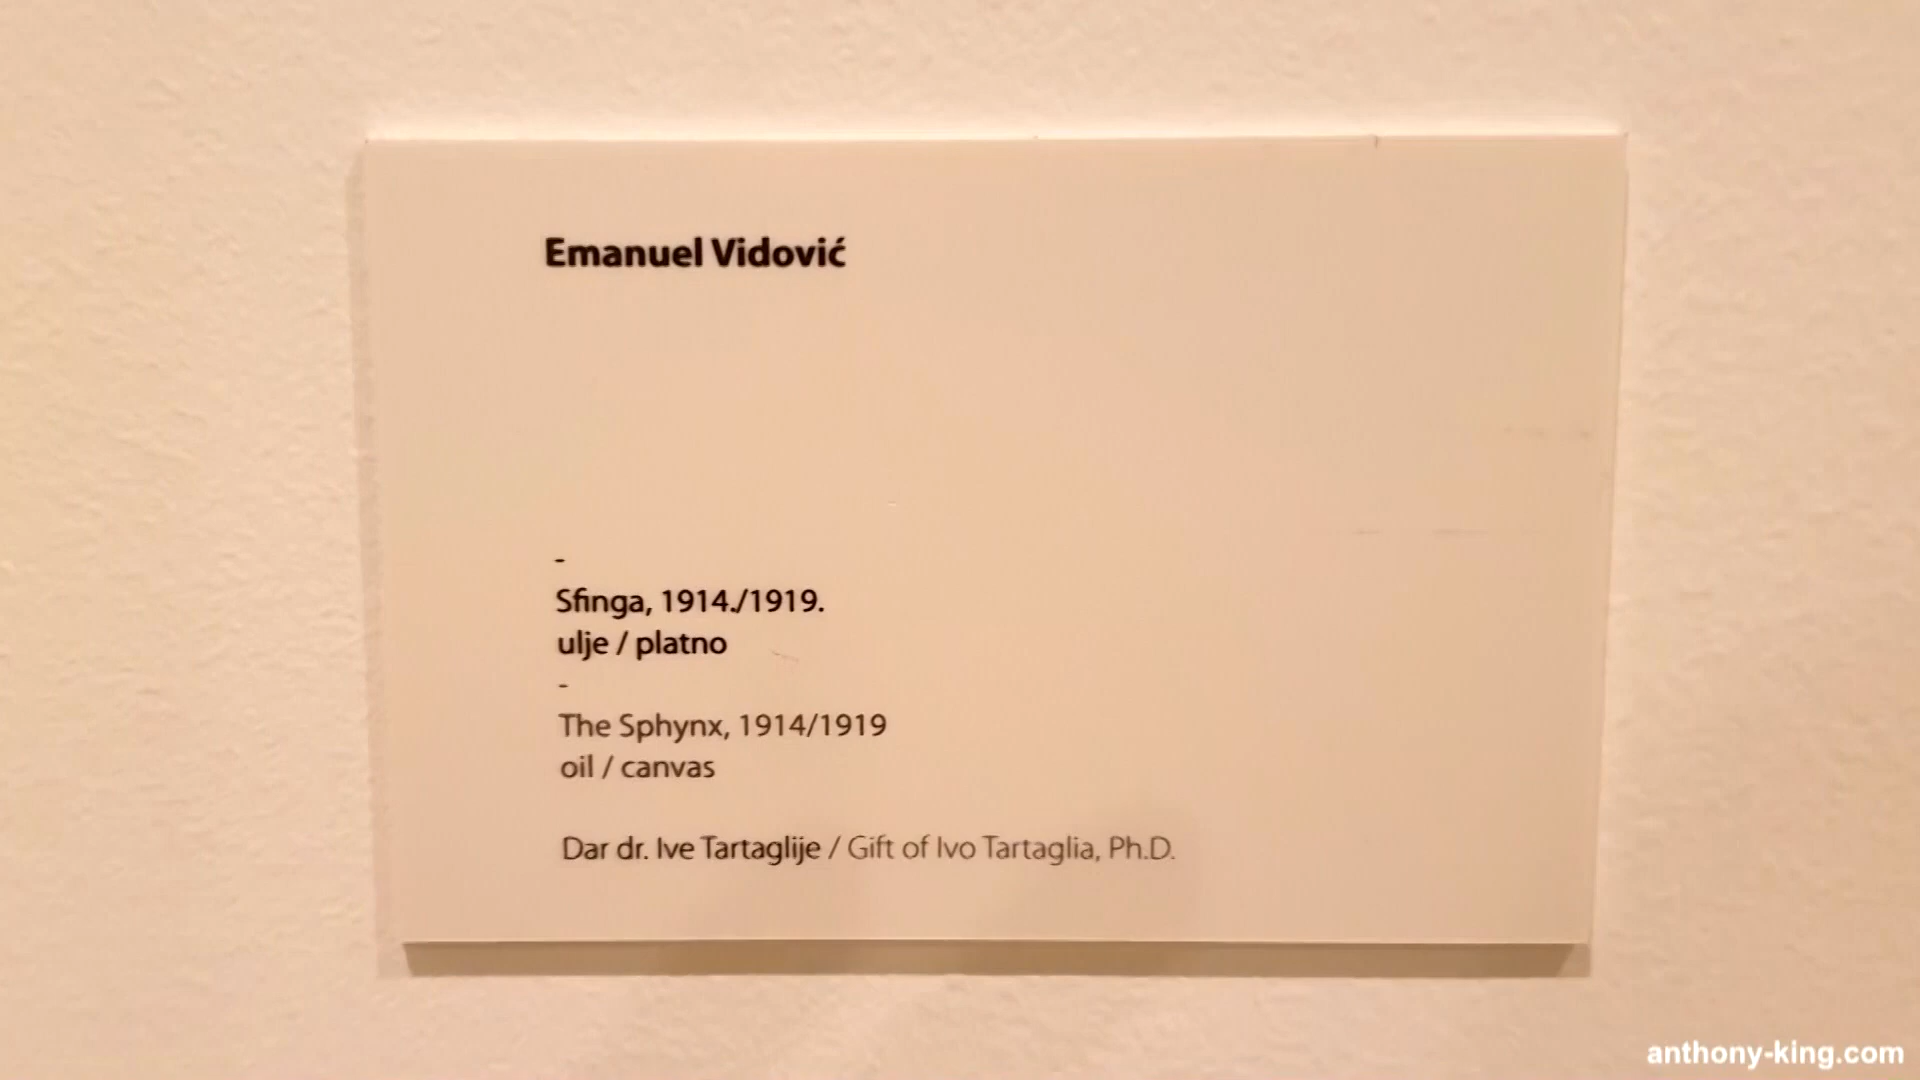 Emanuel Vidović
-
Sfinga, 1914./1919.
ulje / platno
-
The Sphynx, 1914/1919
oil / canvas
Dar dr. Ive Tartaglije / Gift of Ivo Tartaglia, Ph.D.
anthony-king.com